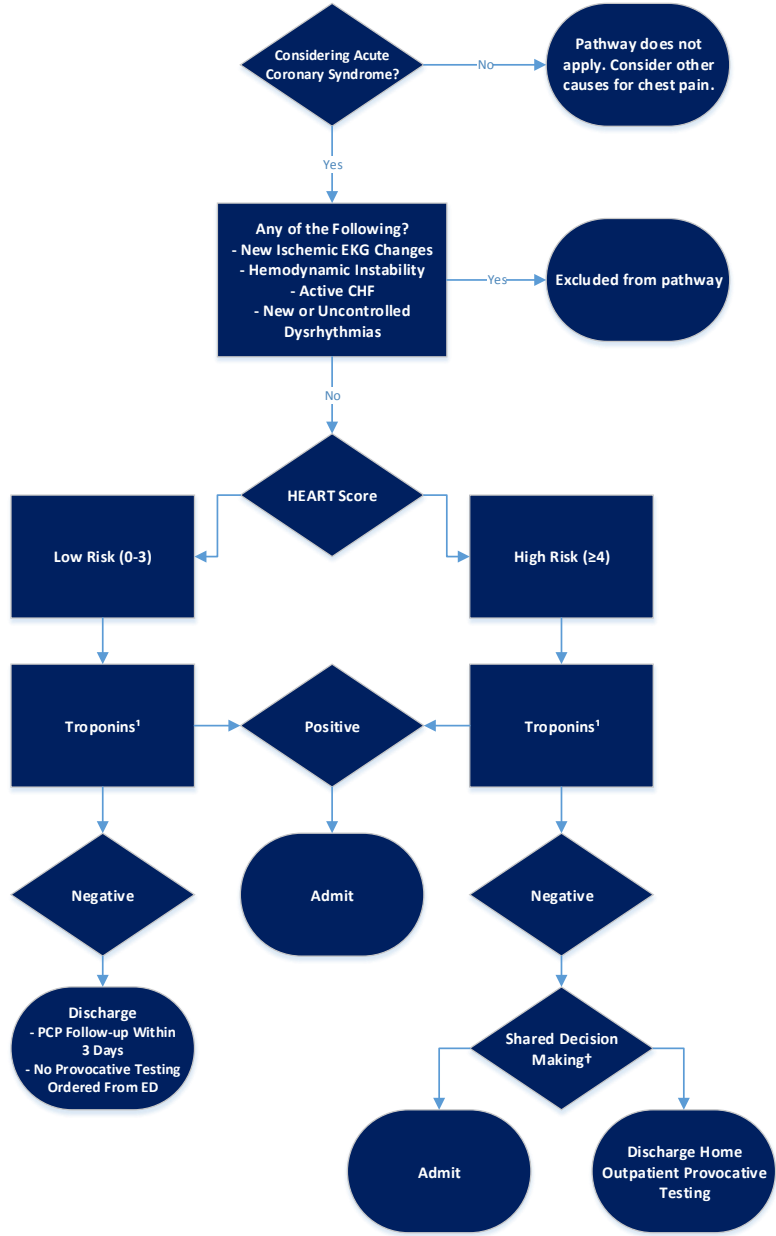 Considering Acute
Coronary Syndrome?
No
Pathway does not
apply. Consider other
causes for chest pain.
Yes
Any of the Following?
- New Ischemic EKG Changes
- Hemodynamic Instability
- Active CHF
- New or Uncontrolled
Dysrhythmias
Yes
Excluded from pathway
No
HEART Score
Low Risk (0-3)
High Risk (≥4)
Troponins¹
Positive
Troponins¹
Negative
Admit
Negative
Discharge
- PCP Follow-up Within
3 Days
- No Provocative Testing
Ordered From ED
Shared Decision
Making†
Admit
Discharge Home
Outpatient Provocative
Testing